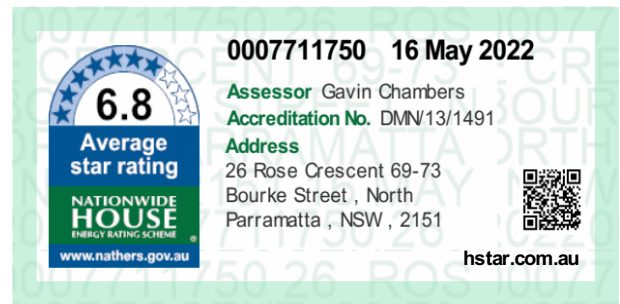 0007711750 16 May 2022
6.8
Average
star rating
NATIONWIDE
HOUSE
ENERGY RATING SCHEME
®
www.nathers.gov.au
Assessor Gavin Chambers
Accreditation No. DMN/13/1491
Address
26 Rose Crescent 69-73
Bourke Street , North
Parramatta , NSW , 2151
hstar.com.au